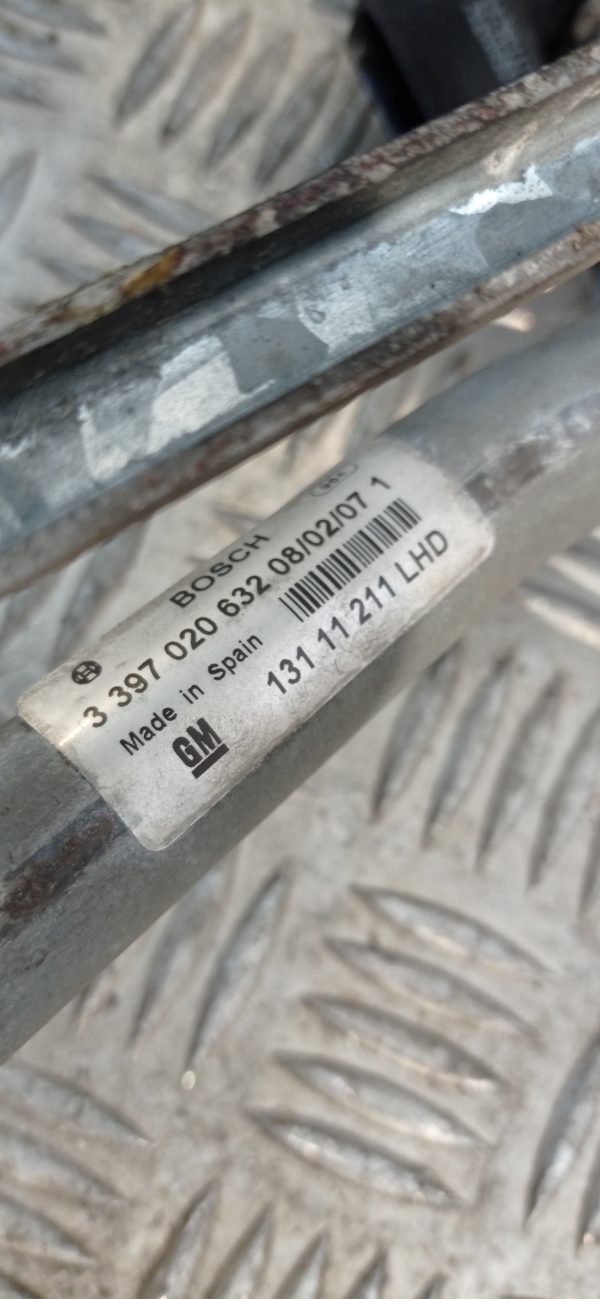 BOSCH
3 397 020 632 08/02/07 1
Made in Spain
131 11 211 LHD
GM